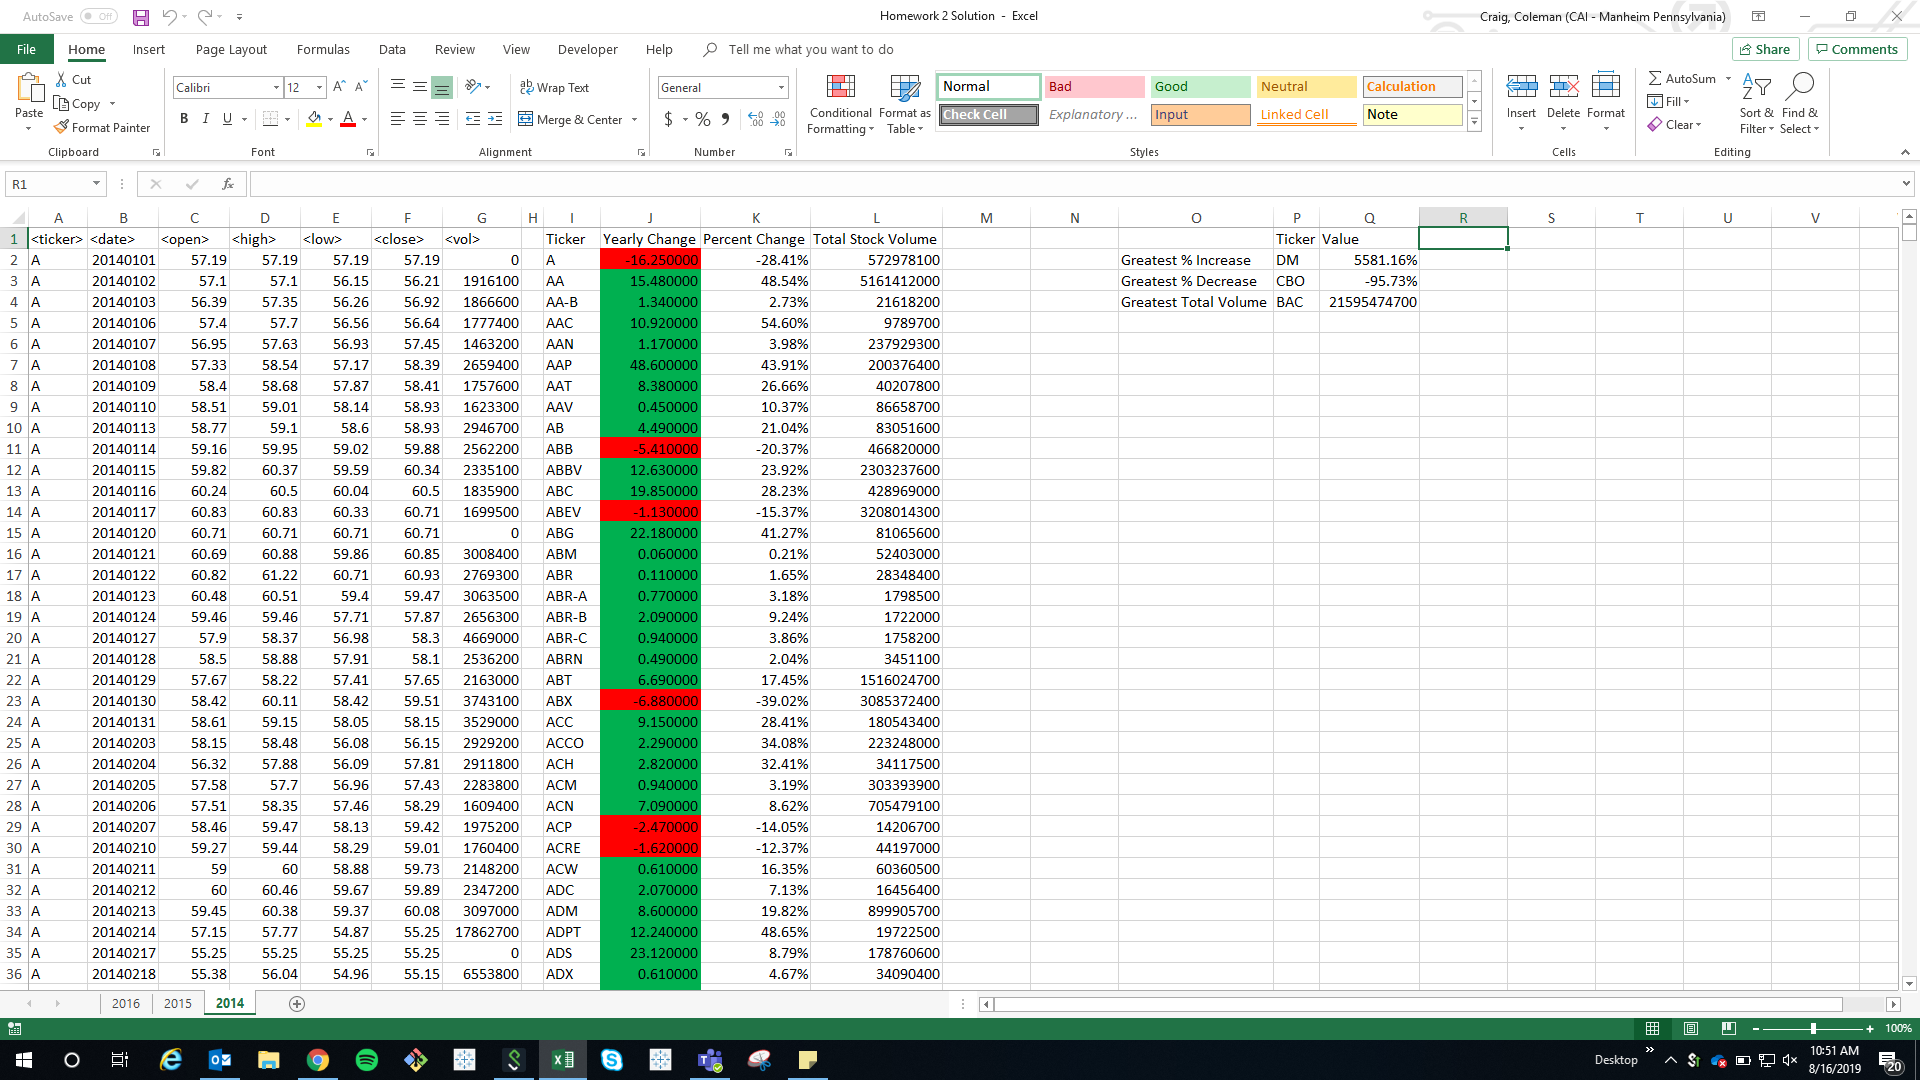 AutoSave Off Homework 2 Solution - Excel Craig, Coleman (CAI - Manheim Pennsylvania)
File Home Insert Page Layout Formulas Data Review View Developer Help Tell me what you want to do Share Comments
Paste Cut Copy Format Painter Clipboard
Calibri 12 A A B I U A Font
ab Wrap Text Merge & Center Alignment
General $ % Number
Conditional Formatting Format as Table
Normal Bad Good Neutral Calculation
Check Cell Explanatory ... Input Linked Cell Note
Styles
Insert Delete Format Cells
AutoSum Fill Clear Sort & Filter Find & Select Editing
R1 fx
A B C D E F G H I J K L M N O P Q R S T U V
1 <ticker> <date> <open> <high> <low> <close> <vol> Ticker Yearly Change Percent Change Total Stock Volume Ticker Value
2 A 20140101 57.19 57.19 57.19 57.19 0 A -16.250000 -28.41% 572978100 Greatest % Increase DM 5581.16%
3 A 20140102 57.1 57.1 56.15 56.21 1916100 AA 15.480000 48.54% 5161412000 Greatest % Decrease CBO -95.73%
4 A 20140103 56.39 57.35 56.26 56.92 1866600 AA-B 1.340000 2.73% 21618200 Greatest Total Volume BAC 21595474700
5 A 20140106 57.4 57.7 56.56 56.64 1777400 AAC 10.920000 54.60% 9789700
6 A 20140107 56.95 57.63 56.93 57.45 1463200 AAN 1.170000 3.98% 237929300
7 A 20140108 57.33 58.54 57.17 58.39 2659400 AAP 48.600000 43.91% 200376400
8 A 20140109 58.4 58.68 57.87 58.41 1757600 AAT 8.380000 26.66% 40207800
9 A 20140110 58.51 59.01 58.14 58.93 1623300 AAV 0.450000 10.37% 86658700
10 A 20140113 58.77 59.1 58.6 58.93 2946700 AB 4.490000 21.04% 83051600
11 A 20140114 59.16 59.95 59.02 59.88 2562200 ABB -5.410000 -20.37% 466820000
12 A 20140115 59.82 60.37 59.59 60.34 2335100 ABBV 12.630000 23.92% 2303237600
13 A 20140116 60.24 60.5 60.04 60.5 1835900 ABC 19.850000 28.23% 428969000
14 A 20140117 60.83 60.83 60.33 60.71 1699500 ABEV -1.130000 -15.37% 3208014300
15 A 20140120 60.71 60.71 60.71 60.71 0 ABG 22.180000 41.27% 81065600
16 A 20140121 60.69 60.88 59.86 60.85 3008400 ABM 0.060000 0.21% 52403000
17 A 20140122 60.82 61.22 60.71 60.93 2769300 ABR 0.110000 1.65% 28348400
18 A 20140123 60.48 60.51 59.4 59.47 3063500 ABR-A 0.770000 3.18% 1798500
19 A 20140124 59.46 59.46 57.71 57.87 2656300 ABR-B 2.090000 9.24% 1722000
20 A 20140127 57.9 58.37 56.98 58.3 4669000 ABR-C 0.940000 3.86% 1758200
21 A 20140128 58.5 58.88 57.91 58.1 2536200 ABRN 0.490000 2.04% 3451100
22 A 20140129 57.67 58.22 57.41 57.65 2163000 ABT 6.690000 17.45% 1516024700
23 A 20140130 58.42 60.11 58.42 59.51 3743100 ABX -6.880000 -39.02% 3085372400
24 A 20140131 58.61 59.15 58.05 58.15 3529000 ACC 9.150000 28.41% 180543400
25 A 20140203 58.15 58.48 56.08 56.15 2929200 ACCO 2.290000 34.08% 223248000
26 A 20140204 56.32 57.88 56.09 57.81 2911800 ACH 2.820000 32.41% 34117500
27 A 20140205 57.58 57.7 56.96 57.43 2283800 ACM 0.940000 3.19% 303393900
28 A 20140206 57.51 58.35 57.46 58.29 1609400 ACN 7.090000 8.62% 705479100
29 A 20140207 58.46 59.47 58.13 59.42 1975200 ACP -2.470000 -14.05% 14206700
30 A 20140210 59.27 59.44 58.29 59.01 1760400 ACRE -1.620000 -12.37% 44197000
31 A 20140211 59 60 58.88 59.73 2148200 ACW 0.610000 16.35% 60360500
32 A 20140212 60 60.46 59.67 59.89 2347200 ADC 2.070000 7.13% 16456400
33 A 20140213 59.45 60.38 59.37 60.08 3097000 ADM 8.600000 19.82% 899905700
34 A 20140214 57.15 57.77 54.87 55.25 17862700 ADPT 12.240000 48.65% 19722500
35 A 20140217 55.25 55.25 55.25 55.25 0 ADS 23.120000 8.79% 178760600
36 A 20140218 55.38 56.04 54.96 55.15 6553800 ADX 0.610000 4.67% 34090400
2016 2015 2014
100%
Desktop 10:51 AM
8/16/2019 20